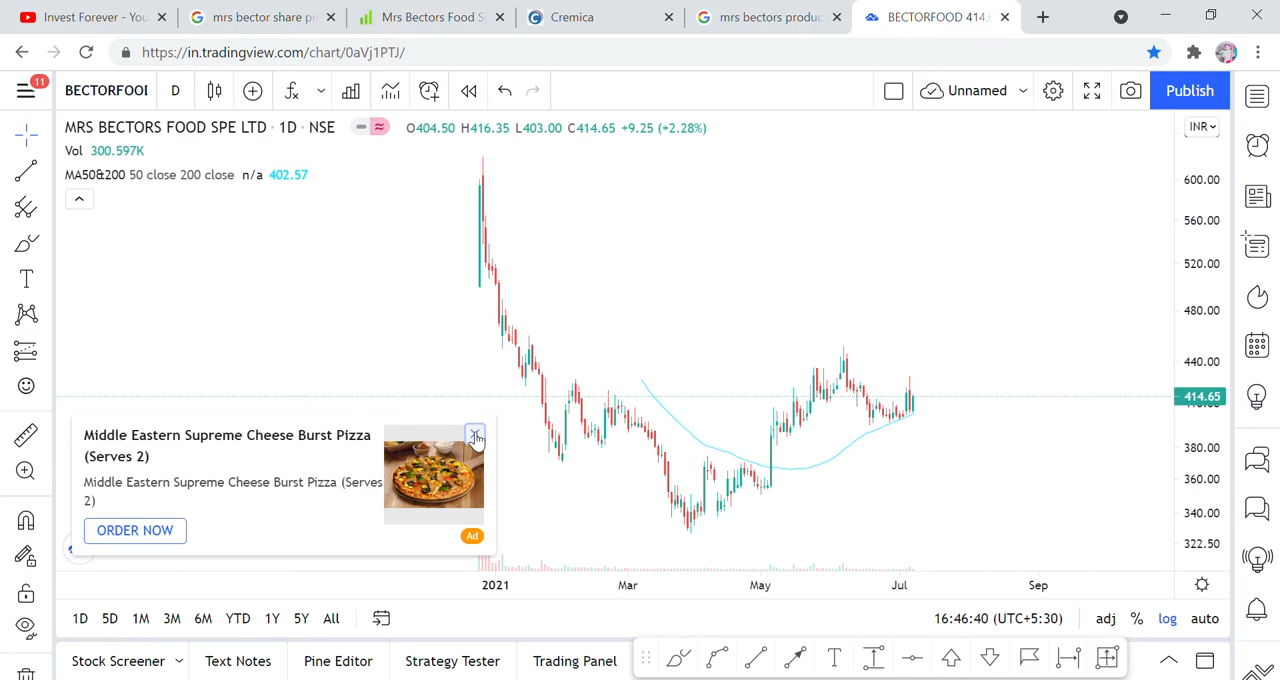 Invest Forever - You
mrs bector share pr
Mrs Bectors Food Sp
Cremica
mrs bectors produc
BECTORFOOD 414.6
https://in.tradingview.com/chart/0aVj1PTJ/
11
BECTORFOOD
D
Unnamed
Publish
MRS BECTORS FOOD SPE LTD · 1D · NSE
O404.50 H416.35 L403.00 C414.65 +9.25 (+2.28%)
INR
Vol 300.597K
MA50&200 50 close 200 close n/a 402.57
600.00
560.00
520.00
480.00
440.00
414.65
380.00
360.00
340.00
322.50
Middle Eastern Supreme Cheese Burst Pizza
(Serves 2)
Middle Eastern Supreme Cheese Burst Pizza (Serves
2)
ORDER NOW
Ad
2021 Mar May Jul Sep
1D 5D 1M 3M 6M YTD 1Y 5Y All
16:46:40 (UTC+5:30) adj % log auto
Stock Screener Text Notes Pine Editor Strategy Tester Trading Panel
T